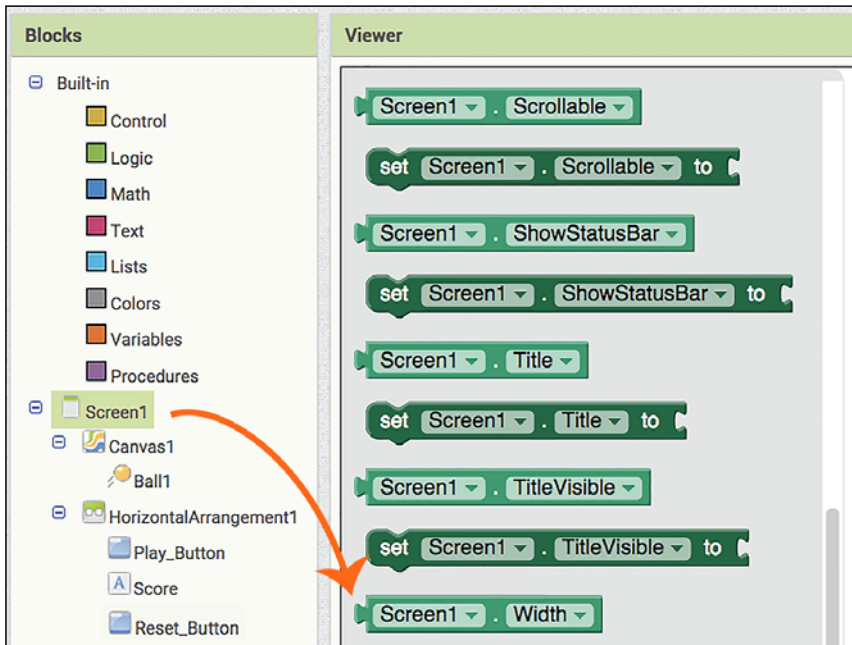 Blocks
Built-in
Control
Logic
Math
Text
Lists
Colors
Variables
Procedures
Screen1
Canvas1
Ball1
HorizontalArrangement1
Play_Button
A Score
Reset_Button
Viewer
Screen1 . Scrollable
set Screen1 . Scrollable to
Screen1 . ShowStatusBar
set Screen1 . ShowStatusBar to
Screen1 . Title
set Screen1 . Title to
Screen1 . TitleVisible
set Screen1 . TitleVisible to
Screen1 . Width